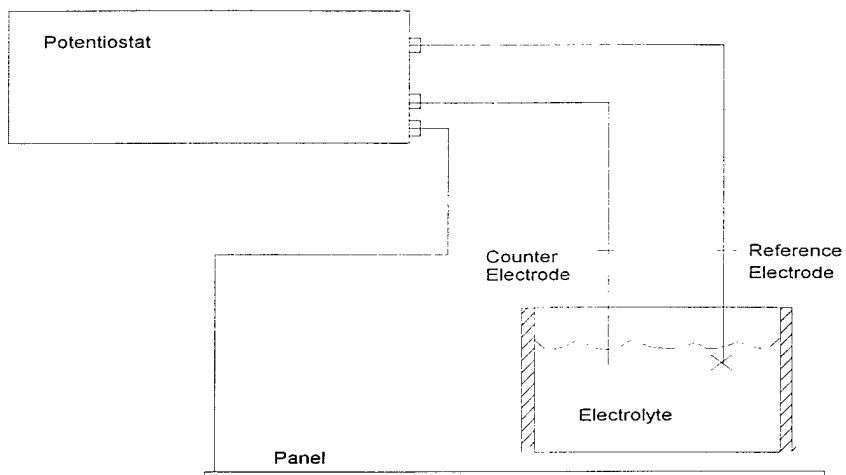 Potentiostat
Counter
Electrode
Reference
Electrode
Electrolyte
Panel